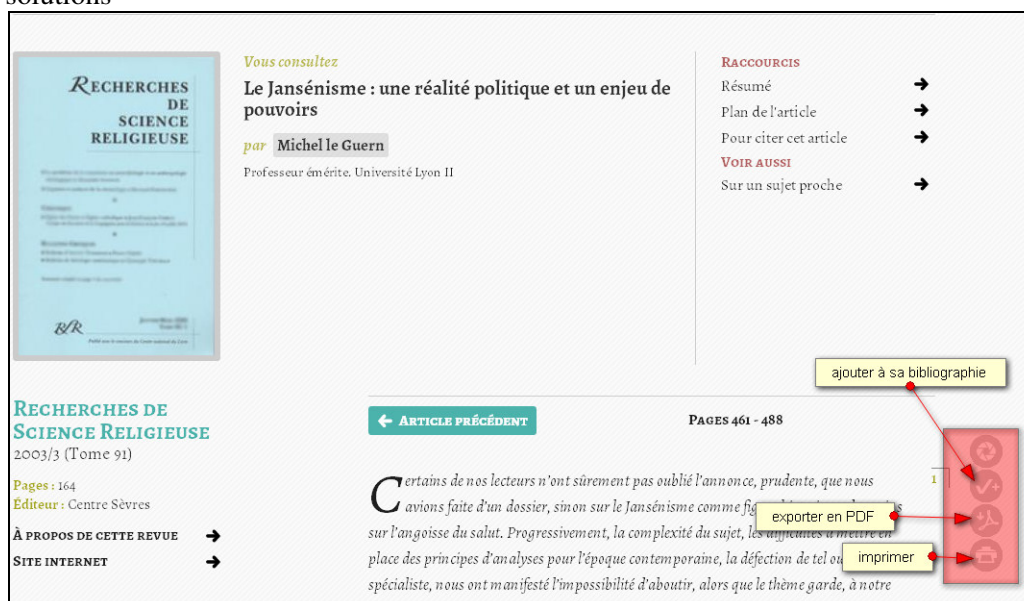 solutions
RECHERCHES
DE
SCIENCE
RELIGIEUSE
Vous consultez
Le Jansénisme : une réalité politique et un enjeu de
pouvoirs
par Michel le Guern
Professeur émérite. Université Lyon II
RACCOURCIS
Résumé
Plan de l'article
Pour citer cet article
VOIR AUSSI
Sur un sujet proche
ajouter à sa bibliographie
RECHERCHES DE
SCIENCE RELIGIEUSE
2003/3 (Tome 91)
Pages : 164
Éditeur : Centre Sèvres
À PROPOS DE CETTE REVUE
SITE INTERNET
ARTICLE PRÉCÉDENT
PAGES 461 - 488
1
Certains de nos lecteurs n'ont sûrement pas oublié l'annonce, prudente, que nous
avions faite d'un dossier, sinon sur le Jansénisme comme
sur l'angoisse du salut. Progressivement, la complexité du sujet, les difficultés à mettre en
place des principes d'analyses pour l'époque contemporaine, la défection de tel
spécialiste, nous ont manifesté l'impossibilité d'aboutir, alors que le thème garde, à notre
exporter en PDF
imprimer